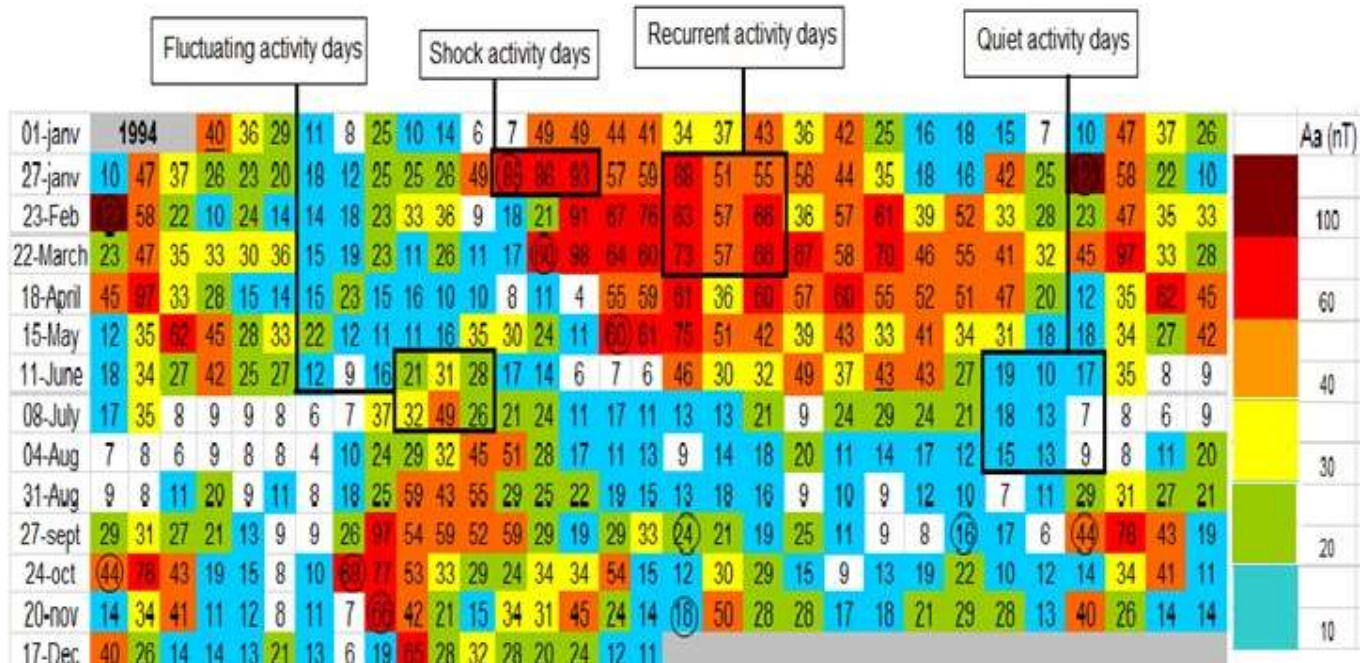 Fluctuating activity days
Shock activity days
Recurrent activity days
Quiet activity days
01-janv 1994 40 36 29 11 8 25 10 14 6 7 49 49 44 41 34 37 43 36 42 25 16 18 15 7 10 47 37 26 Aa (nT)
27-janv 10 47 37 26 23 20 18 12 25 25 26 49 86 93 57 59 68 51 55 56 44 35 18 16 42 25 58 22 10
23-Feb 58 22 10 24 14 14 18 23 33 36 9 18 21 91 67 76 63 57 66 36 57 61 39 52 33 28 23 47 35 33 100
22-March 23 47 35 33 30 36 15 19 23 11 26 11 17 60 98 64 60 73 57 66 67 58 70 46 55 41 32 45 97 33 28
18-April 45 97 33 28 15 14 15 23 15 16 10 10 8 11 4 55 59 61 36 60 57 60 55 52 51 47 20 12 35 62 45 60
15-May 12 35 62 45 28 33 22 12 11 11 16 35 30 24 11 60 61 75 51 42 39 43 33 41 34 31 18 18 34 27 42
11-June 18 34 27 42 25 27 12 9 16 21 31 28 17 14 6 7 6 46 30 32 49 37 43 43 27 19 10 17 35 8 9 40
08-July 17 35 8 9 9 8 6 7 37 32 49 26 21 24 11 17 11 13 13 21 9 24 29 24 21 18 13 7 8 6 9
04-Aug 7 8 6 9 8 8 4 10 24 29 32 45 51 28 17 11 13 9 14 18 20 11 14 17 12 15 13 9 8 11 20 30
31-Aug 9 8 11 20 9 11 8 18 25 59 43 55 29 25 22 19 15 13 18 16 9 10 9 12 10 7 11 29 31 27 21
27-sept 29 31 27 21 13 9 9 26 97 54 59 52 59 29 19 29 33 24 21 19 25 11 9 8 16 17 6 44 78 43 19
24-oct 44 78 43 19 15 8 10 68 77 53 33 29 24 34 34 54 15 12 30 29 15 9 13 19 22 10 12 14 34 41 11 20
20-nov 14 34 41 11 12 8 11 7 66 42 21 15 34 31 45 24 14 16 50 28 28 17 18 21 29 28 13 40 26 14 14
17-Dec 40 26 14 14 13 21 13 6 19 65 28 32 28 20 24 12 11 10